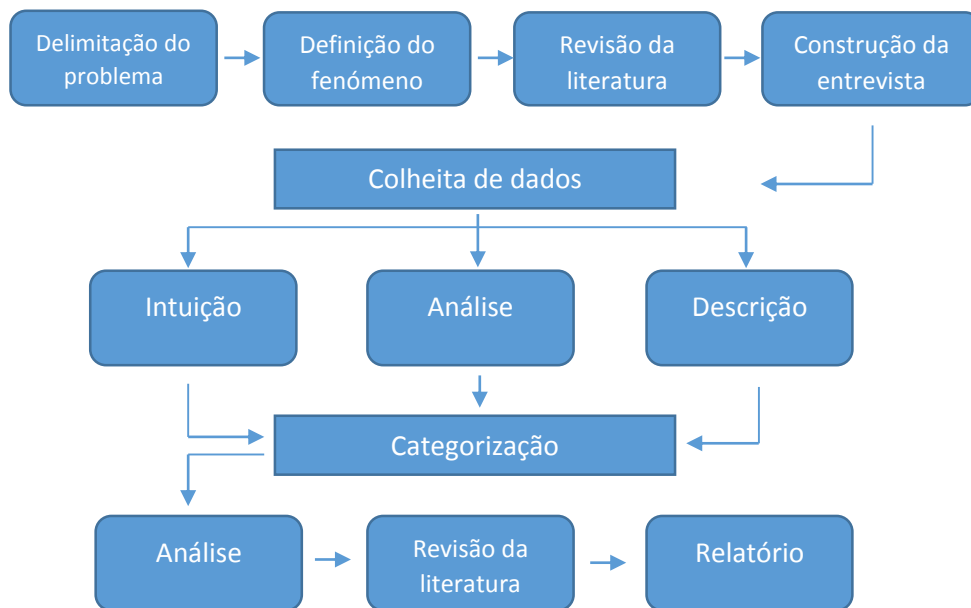 Delimitação do
problema
Definição do
fenómeno
Revisão da
literatura
Construção da
entrevista
Colheita de dados
Intuição
Análise
Descrição
Categorização
Análise
Revisão da
literatura
Relatório